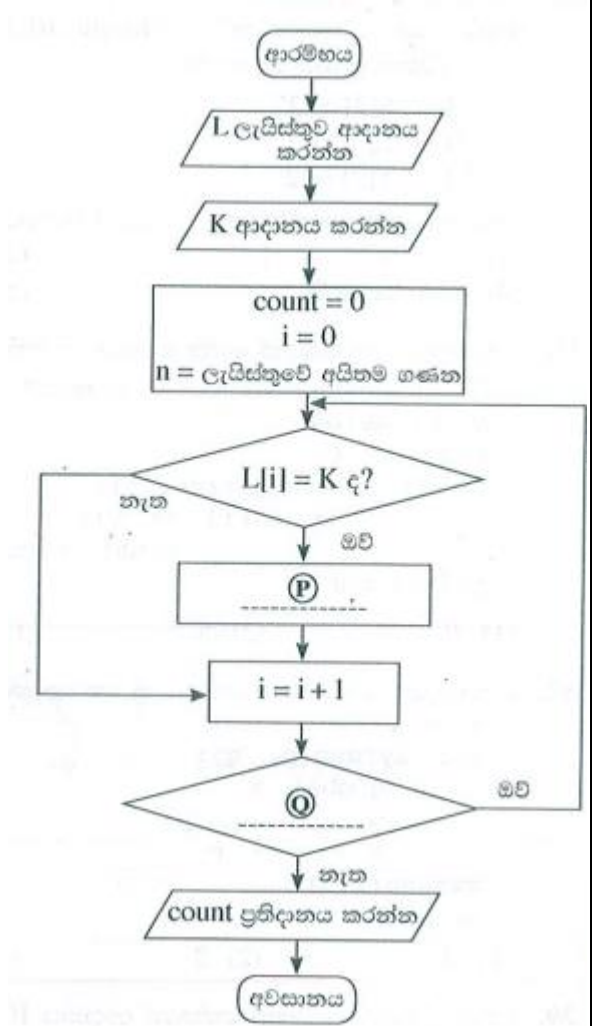 ආරම්භය
L ලැයිස්තුව ආදානය
කරන්න
K ආදානය කරන්න
count = 0
i = 0
n = ලැයිස්තුවේ අයිතම ගණන
L[i] = K ද?
නැත
ඔව්
P
i = i + 1
Q
ඔව්
නැත
count ප්‍රතිදානය කරන්න
අවසානය